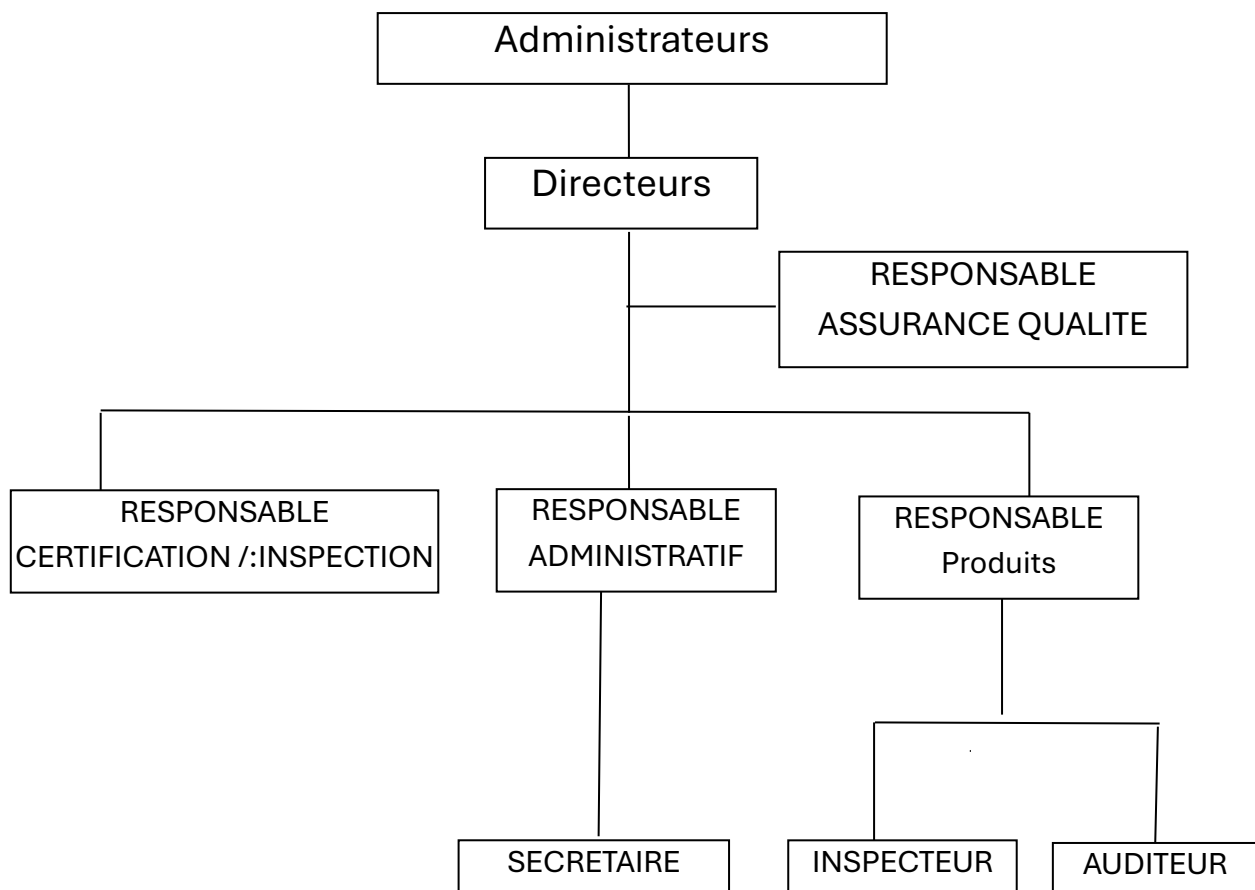 Administrateurs
Directeurs
RESPONSABLE
ASSURANCE QUALITE
RESPONSABLE
CERTIFICATION /:INSPECTION
RESPONSABLE
ADMINISTRATIF
RESPONSABLE
Produits
SECRETAIRE
INSPECTEUR
AUDITEUR